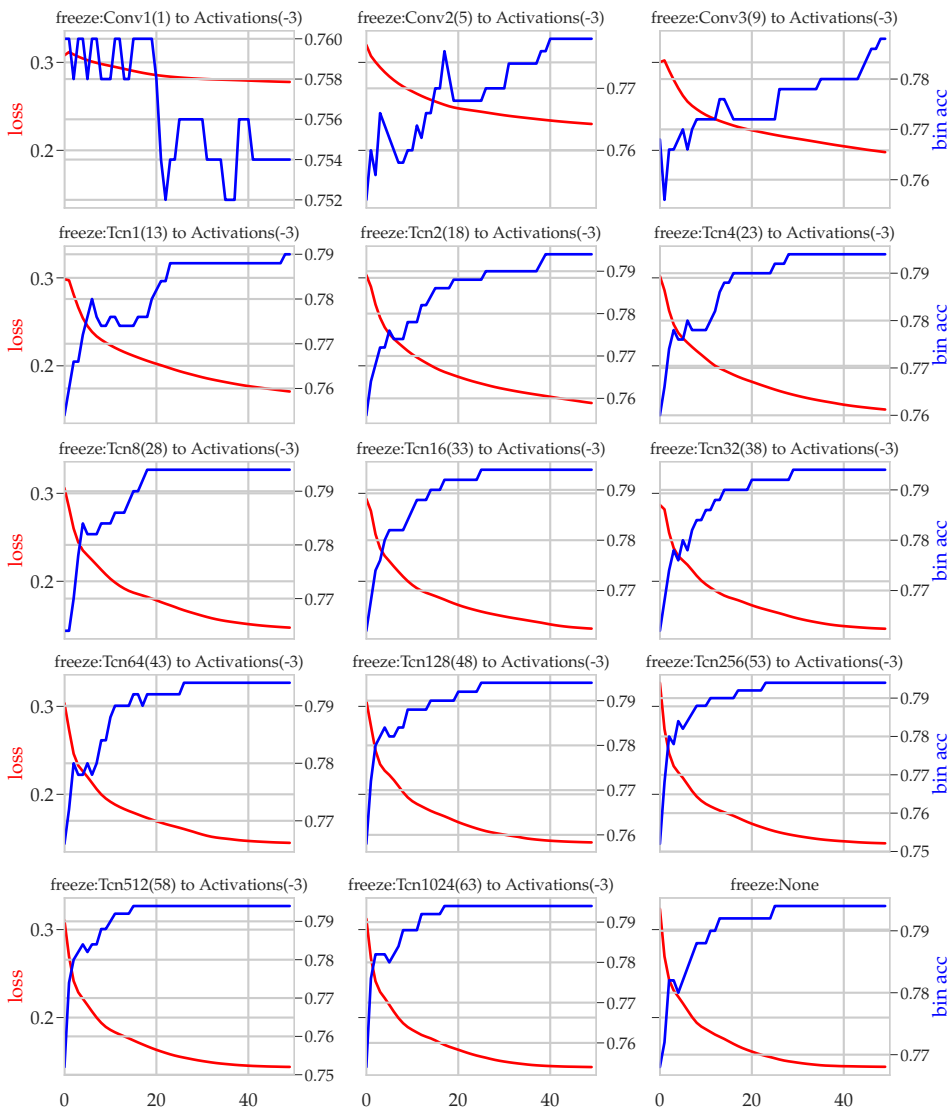 freeze:Conv1(1) to Activations(-3) freeze:Conv2(5) to Activations(-3) freeze:Conv3(9) to Activations(-3)
loss 0.3 0.2 0.760 0.758 0.756 0.754 0.752 0.77 0.76 0.78 0.77 0.76 bin acc
freeze:Tcn1(13) to Activations(-3) freeze:Tcn2(18) to Activations(-3) freeze:Tcn4(23) to Activations(-3)
loss 0.3 0.2 0.79 0.78 0.77 0.76 0.79 0.78 0.77 0.76 0.79 0.78 0.77 0.76 bin acc
freeze:Tcn8(28) to Activations(-3) freeze:Tcn16(33) to Activations(-3) freeze:Tcn32(38) to Activations(-3)
loss 0.3 0.2 0.79 0.78 0.77 0.79 0.78 0.77 0.79 0.78 0.77 bin acc
freeze:Tcn64(43) to Activations(-3) freeze:Tcn128(48) to Activations(-3) freeze:Tcn256(53) to Activations(-3)
loss 0.3 0.2 0.79 0.78 0.77 0.79 0.78 0.77 0.76 0.79 0.78 0.77 0.76 0.75 bin acc
freeze:Tcn512(58) to Activations(-3) freeze:Tcn1024(63) to Activations(-3) freeze:None
loss 0.3 0.2 0.79 0.78 0.77 0.76 0.75 0.79 0.78 0.77 0.76 0.79 0.78 0.77 bin acc
0 20 40 0 20 40 0 20 40